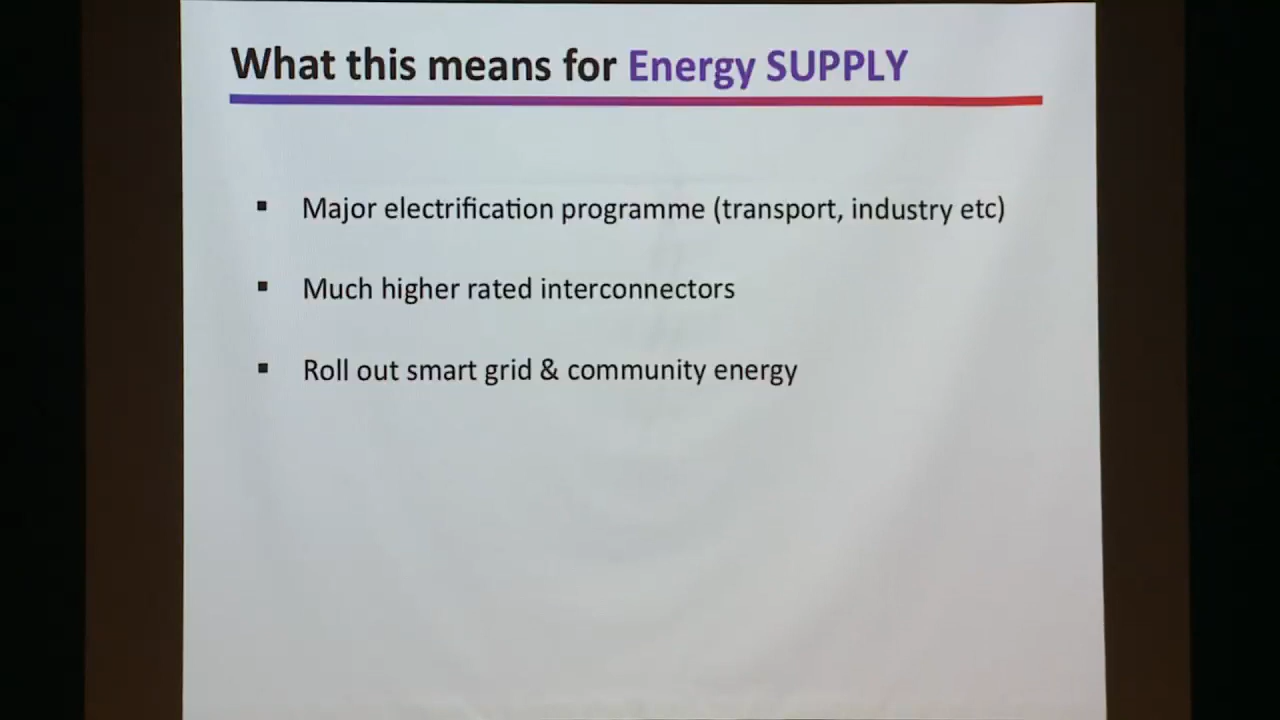 What this means for Energy SUPPLY
▪ Major electrification programme (transport, industry etc)
▪ Much higher rated interconnectors
▪ Roll out smart grid & community energy